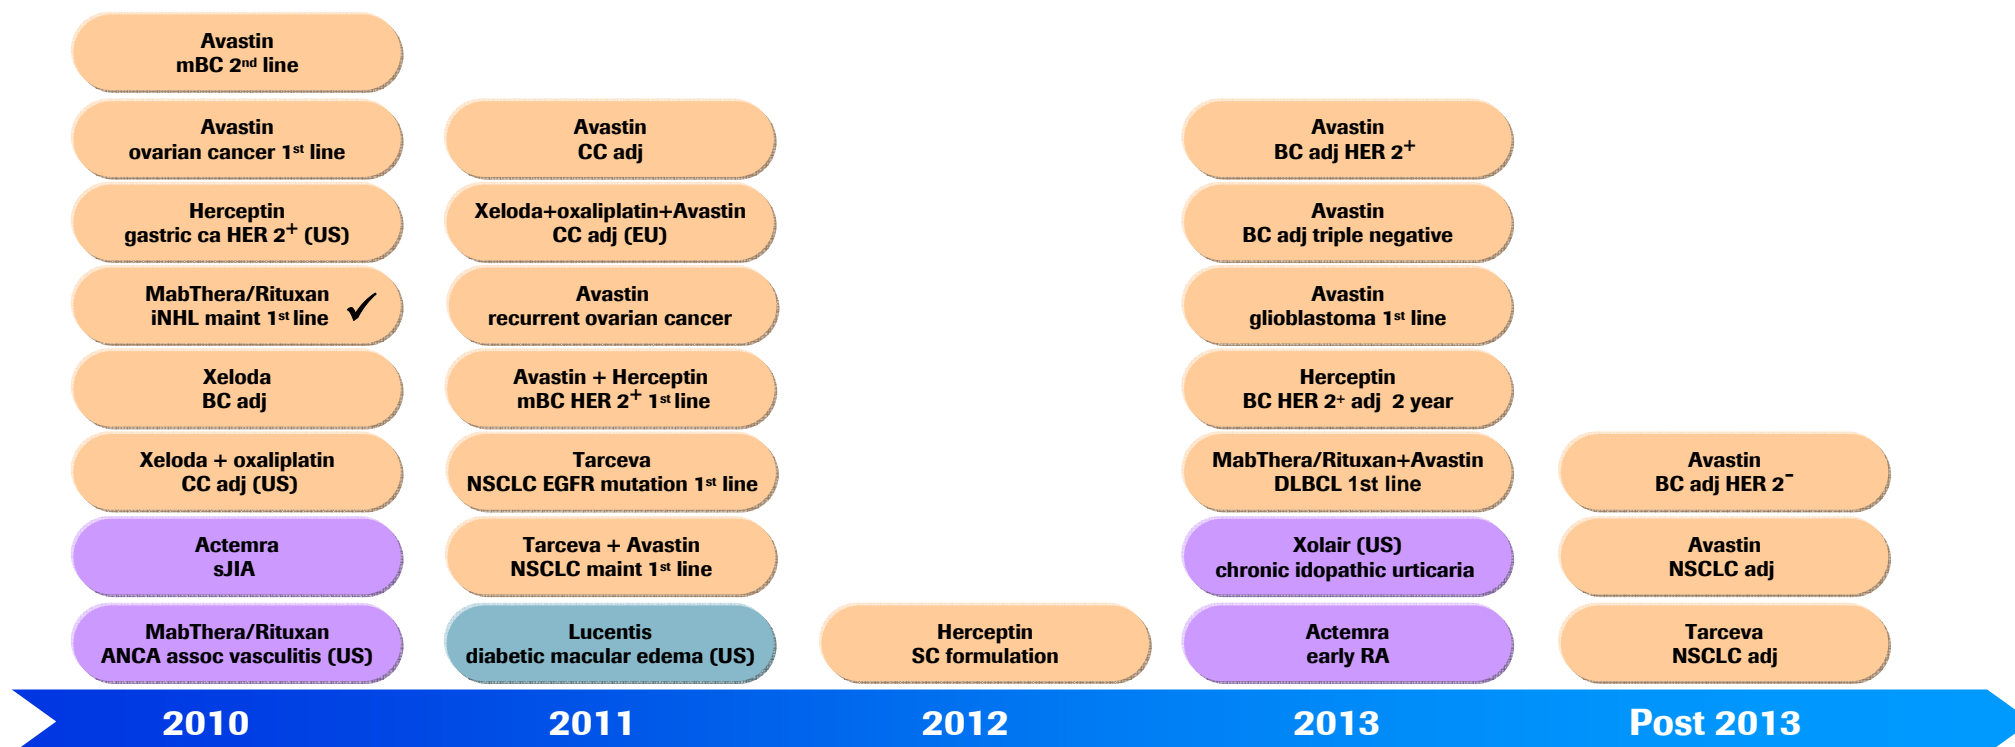 Avastin
mBC 2nd line
Avastin
ovarian cancer 1st line
Herceptin
gastric ca HER 2+ (US)
MabThera/Rituxan
iNHL maint 1st line ✓
Xeloda
BC adj
Xeloda + oxaliplatin
CC adj (US)
Actemra
sJIA
MabThera/Rituxan
ANCA assoc vasculitis (US)
2010
Avastin
CC adj
Xeloda+oxaliplatin+Avastin
CC adj (EU)
Avastin
recurrent ovarian cancer
Avastin + Herceptin
mBC HER 2+ 1st line
Tarceva
NSCLC EGFR mutation 1st line
Tarceva + Avastin
NSCLC maint 1st line
Lucentis
diabetic macular edema (US)
2011
Herceptin
SC formulation
2012
Avastin
BC adj HER 2+
Avastin
BC adj triple negative
Avastin
glioblastoma 1st line
Herceptin
BC HER 2+ adj 2 year
MabThera/Rituxan+Avastin
DLBCL 1st line
Xolair (US)
chronic idopathic urticaria
Actemra
early RA
2013
Avastin
BC adj HER 2-
Avastin
NSCLC adj
Tarceva
NSCLC adj
Post 2013